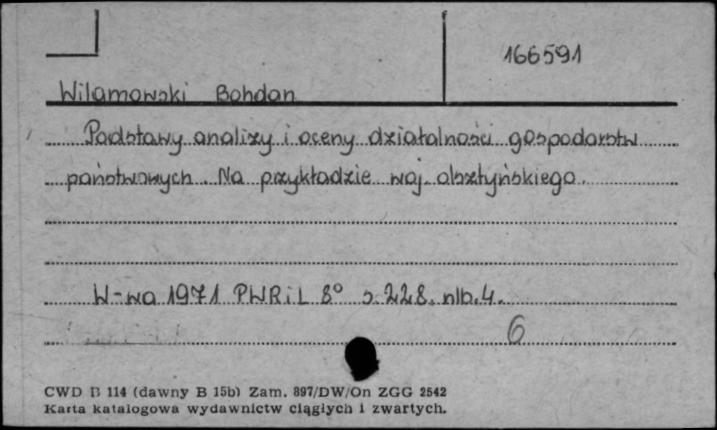 166591
Wilamowski Bohdan
Podstawy analizy i oceny działalności gospodarstw
państwowych. Na przykładzie woj. olsztyńskiego.
W-wa 1971 PWRiL 8° s. 228. nlb. 4.
6
CWD B 114 (dawny B 15b) Zam. 897/DW/On ZGG 2542
Karta katalogowa wydawnictw ciągłych i zwartych.